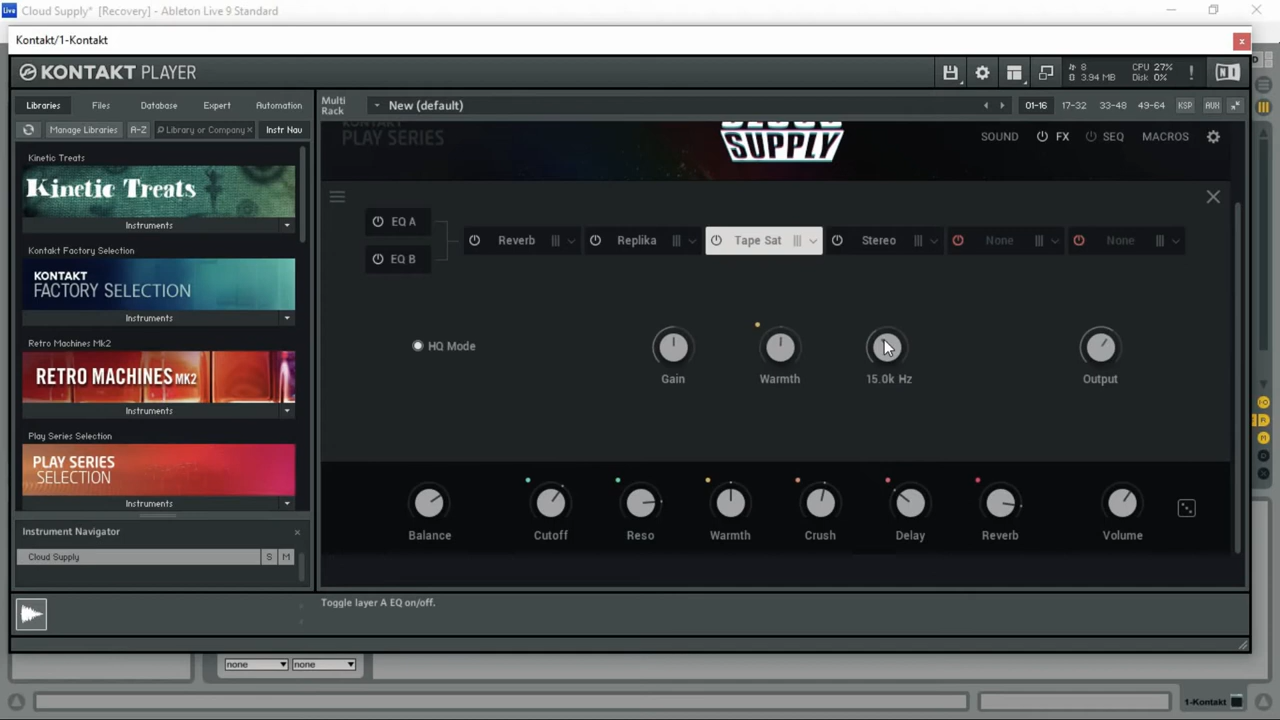 Live Cloud Supply* [Recovery] - Ableton Live 9 Standard
Kontakt/1-Kontakt
x
KONTAKT PLAYER
8
3.94 MB
CPU 27%
Disk 0%
!
Libraries Files Database Expert Automation
Multi
Rack
New (default)
01-16 17-32 33-48 49-64 KSP AUX
Manage Libraries A-Z Library or Company Instr Nav
PLAY SERIES
CLOUD
SUPPLY
SOUND FX SEQ MACROS
Kinetic Treats
Kinetic Treats
Instruments
Kontakt Factory Selection
KONTAKT
FACTORY SELECTION
Instruments
Retro Machines Mk2
RETRO MACHINES MK2
Instruments
Play Series Selection
PLAY SERIES
SELECTION
Instruments
EQ A
EQ B
Reverb Replika Tape Sat Stereo None None
HQ Mode
Gain Warmth 15.0k Hz Output
Balance Cutoff Reso Warmth Crush Delay Reverb Volume
Instrument Navigator
Cloud Supply S M
Toggle layer A EQ on/off.
none none
1-Kontakt